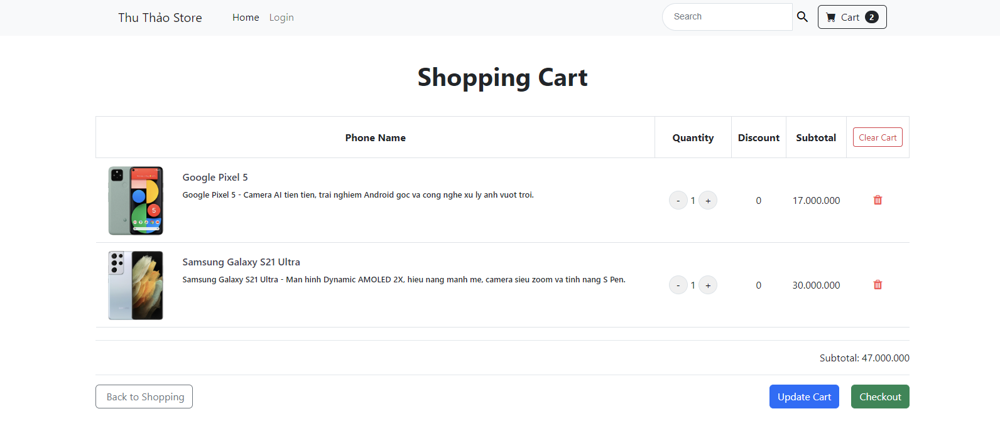 Thu Thảo Store Home Login Search Cart 2
Shopping Cart
Phone Name Quantity Discount Subtotal Clear Cart
Google Pixel 5
Google Pixel 5 - Camera AI tien tien, trai nghiem Android goc va cong nghe xu ly anh vuot troi.
- 1 + 0 17.000.000
Samsung Galaxy S21 Ultra
Samsung Galaxy S21 Ultra - Man hinh Dynamic AMOLED 2X, hieu nang manh me, camera sieu zoom va tinh nang S Pen.
- 1 + 0 30.000.000
Subtotal: 47.000.000
Back to Shopping Update Cart Checkout